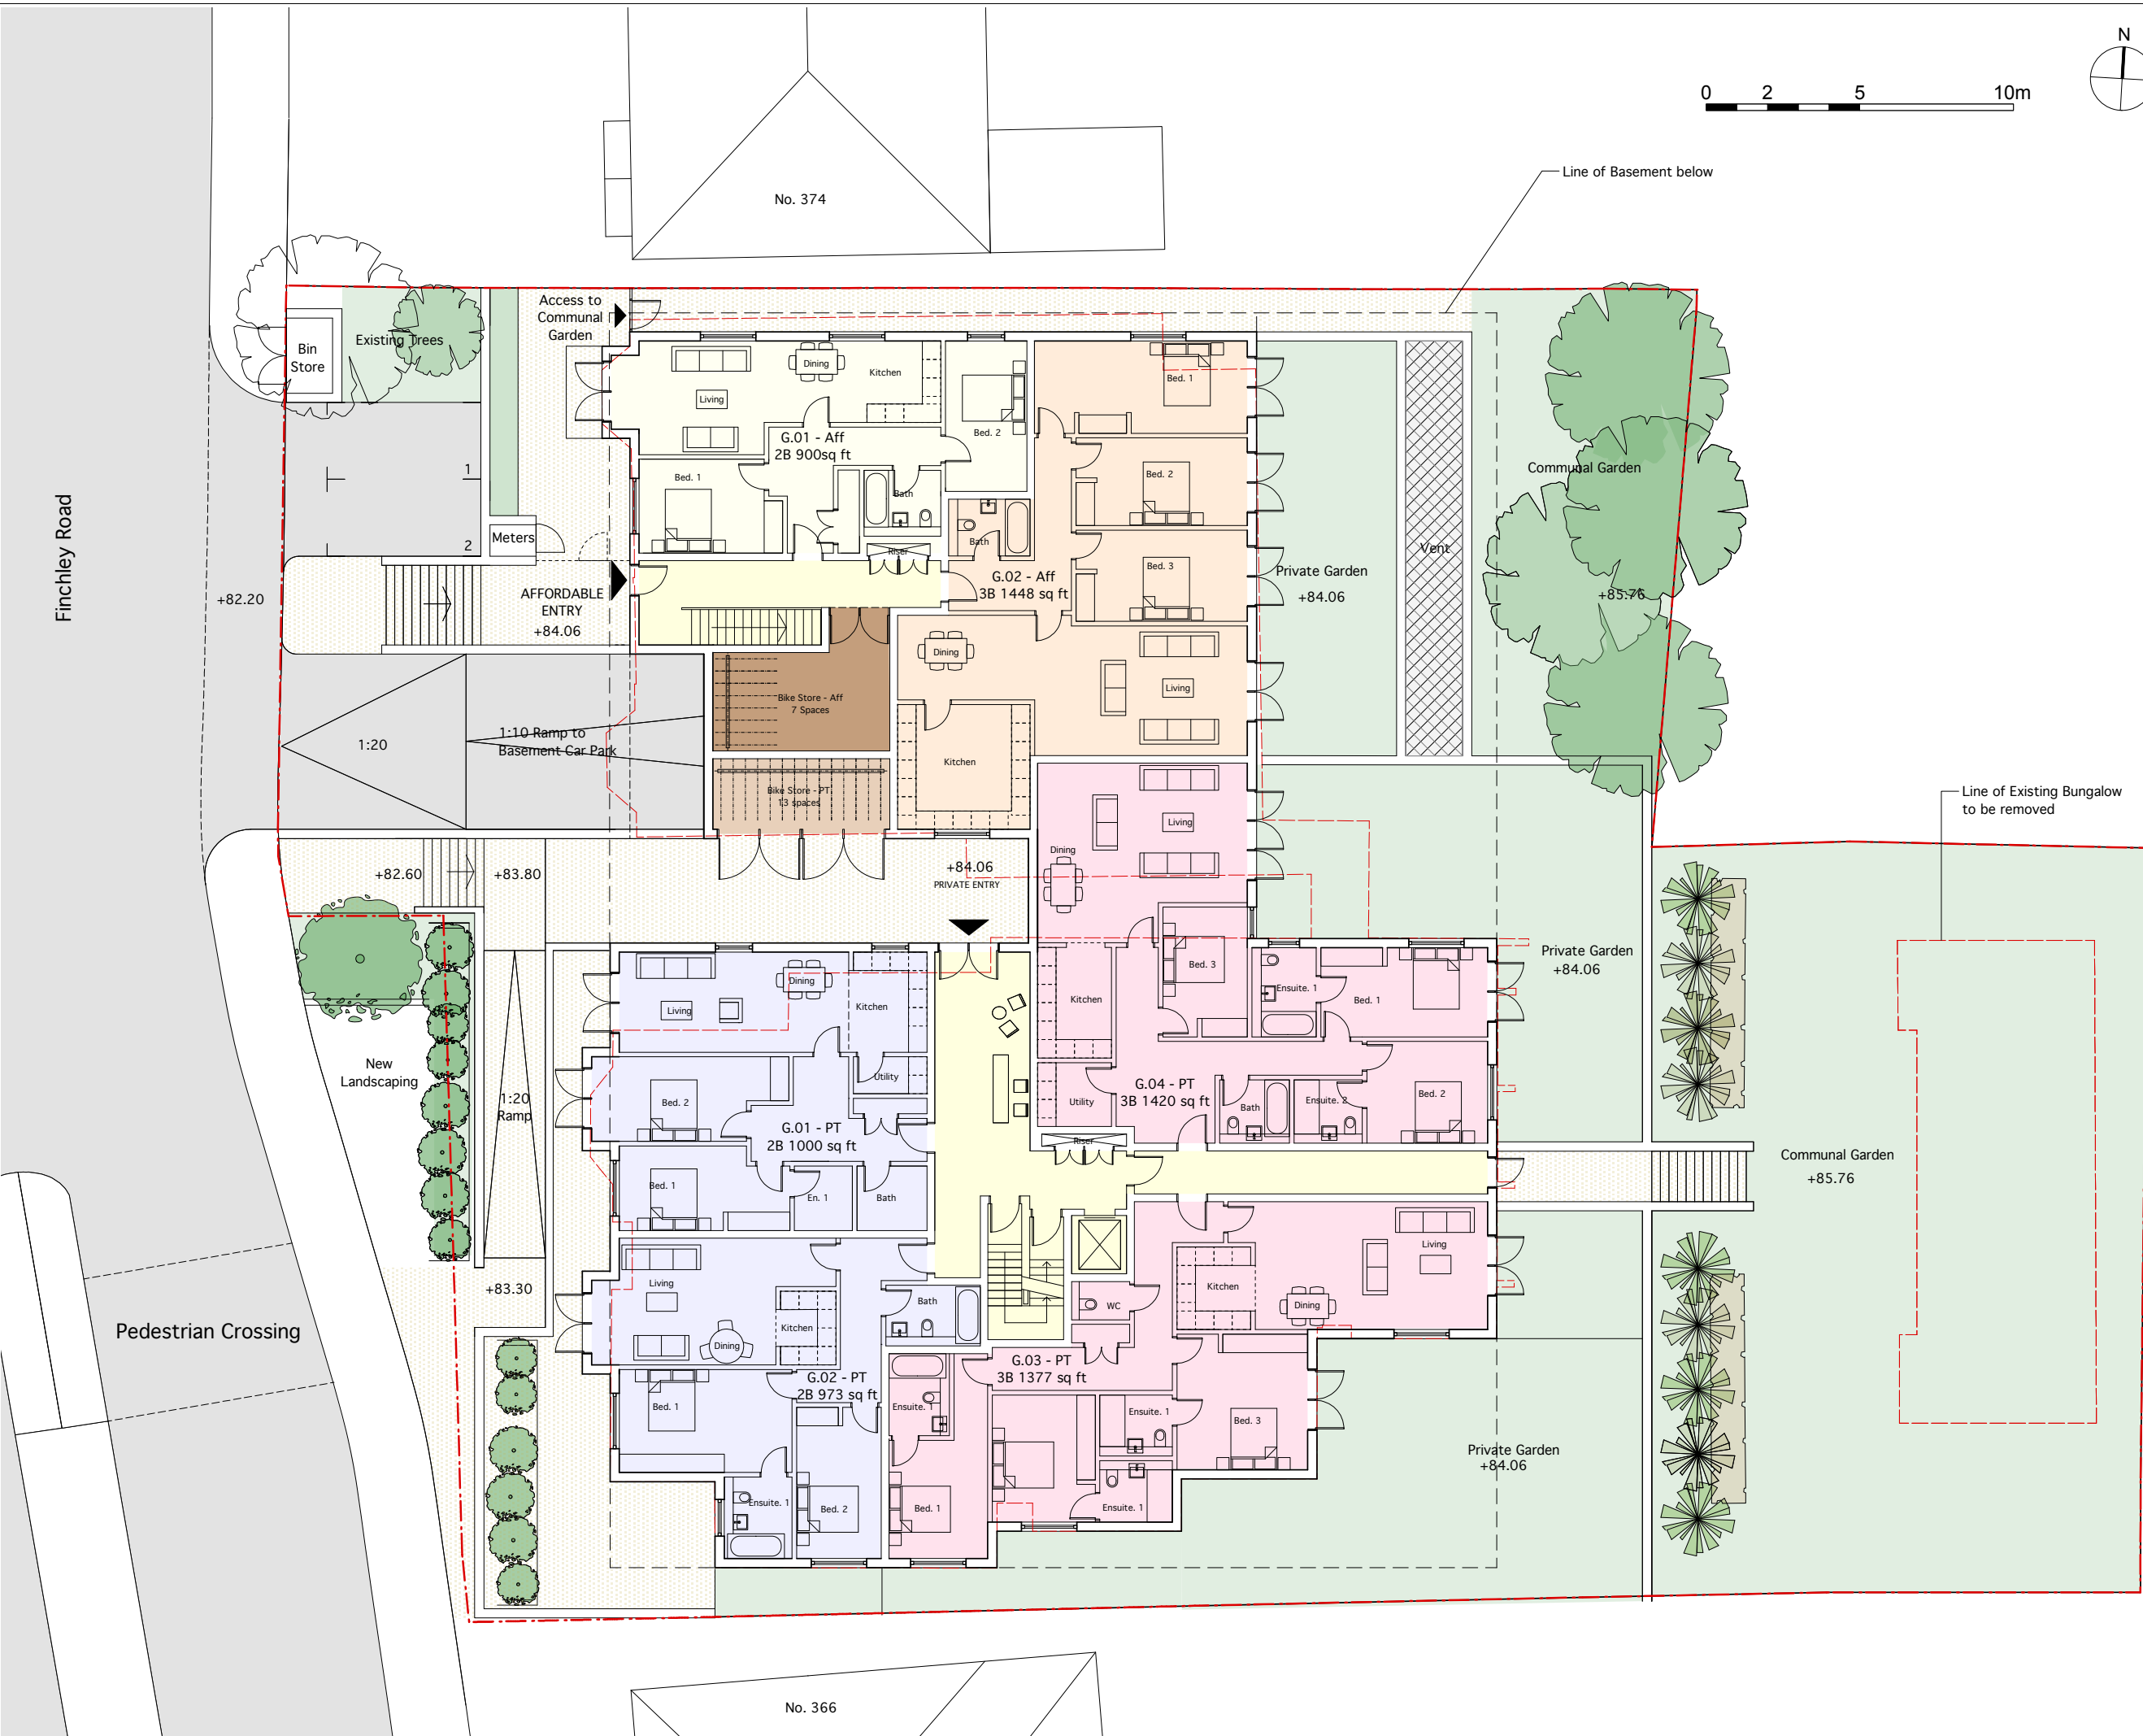 N
0 2 5 10m
Line of Basement below
No. 374
Access to
Communal
Garden
Bin
Store
Existing Trees
Dining
Kitchen
Living
Bed. 2
Bed. 1
G.01 - Aff
2B 900sq ft
Bed. 1
Bath
Riser
1
2
Meters
Finchley Road
+82.20
AFFORDABLE
ENTRY
+84.06
Bed. 2
Bath
G.02 - Aff
3B 1448 sq ft
Bed. 3
Dining
Living
Kitchen
Private Garden
+84.06
Vent
Communal Garden
+85.76
1:20
1:10 Ramp to
Basement Car Park
Bike Store - Aff
7 Spaces
Bike Store - PT
13 spaces
Line of Existing Bungalow
to be removed
+82.60
+83.80
+84.06
PRIVATE ENTRY
Living
Dining
Bed. 3
Kitchen
Ensuite. 1
Bed. 1
Utility
G.04 - PT
3B 1420 sq ft
Bath
Ensuite. 2
Bed. 2
Riser
Private Garden
+84.06
New
Landscaping
1:20
Ramp
+83.30
Living
Dining
Kitchen
Bed. 2
Utility
G.01 - PT
2B 1000 sq ft
Bed. 1
En. 1
Bath
Communal Garden
+85.76
Pedestrian Crossing
Living
Kitchen
Dining
Bath
G.02 - PT
2B 973 sq ft
Bed. 1
Ensuite. 1
Bed. 2
WC
Kitchen
Dining
Living
G.03 - PT
3B 1377 sq ft
Ensuite. 1
Ensuite. 1
Bed. 3
Bed. 1
Ensuite. 1
Private Garden
+84.06
No. 366